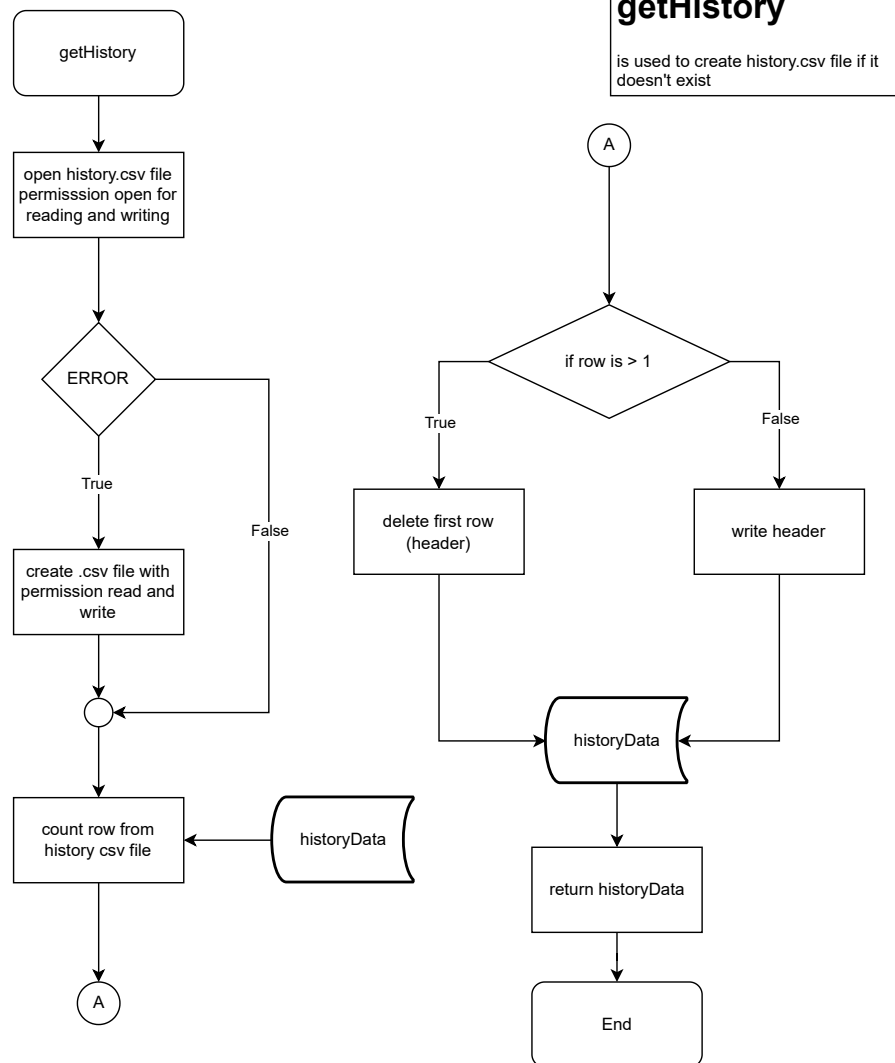 getHistory
open history.csv file
permisssion open for
reading and writing
ERROR
True
False
create .csv file with
permission read and
write
count row from
history csv file
historyData
A
getHistory
is used to create history.csv file if it
doesn't exist
A
if row is > 1
True
False
delete first row
(header)
write header
historyData
return historyData
End